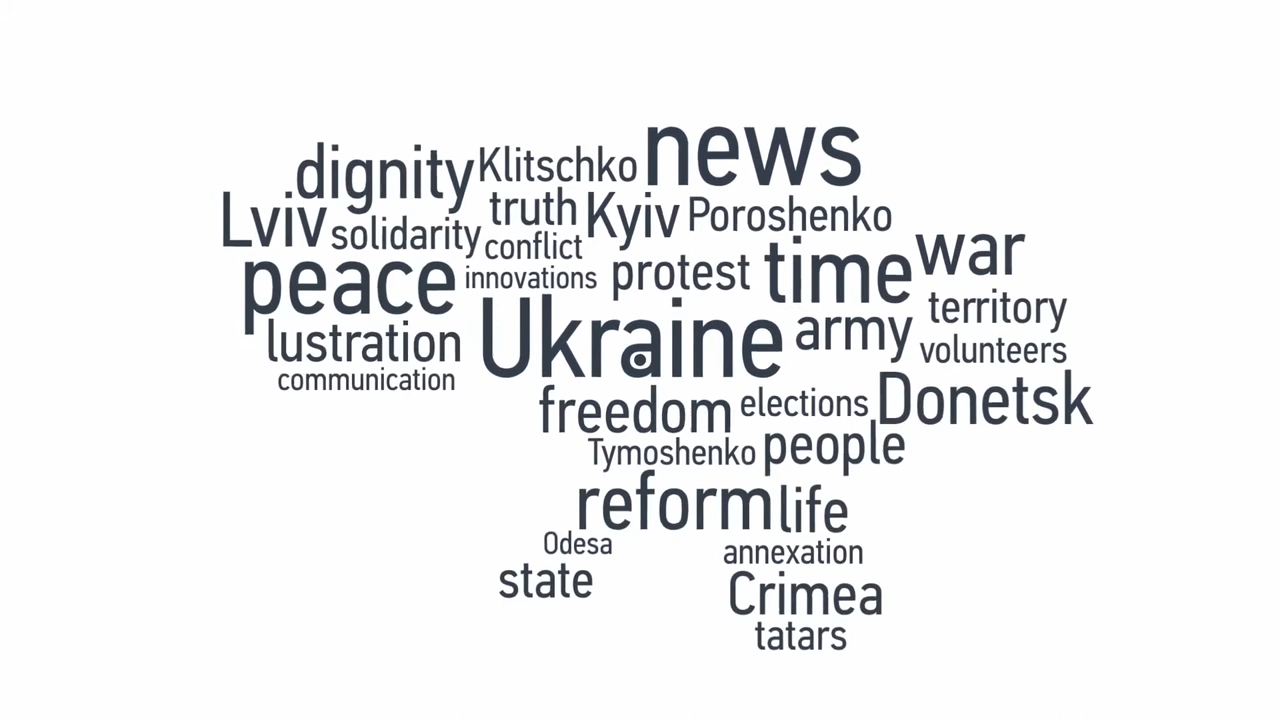 news
dignity Klitschko
Lviv solidarity truth Kyiv Poroshenko
conflict
peace innovations protest time war
territory
lustration Ukraine army volunteers
communication
freedom elections Donetsk
Tymoshenko people
reform life
Odesa annexation
state Crimea
tatars